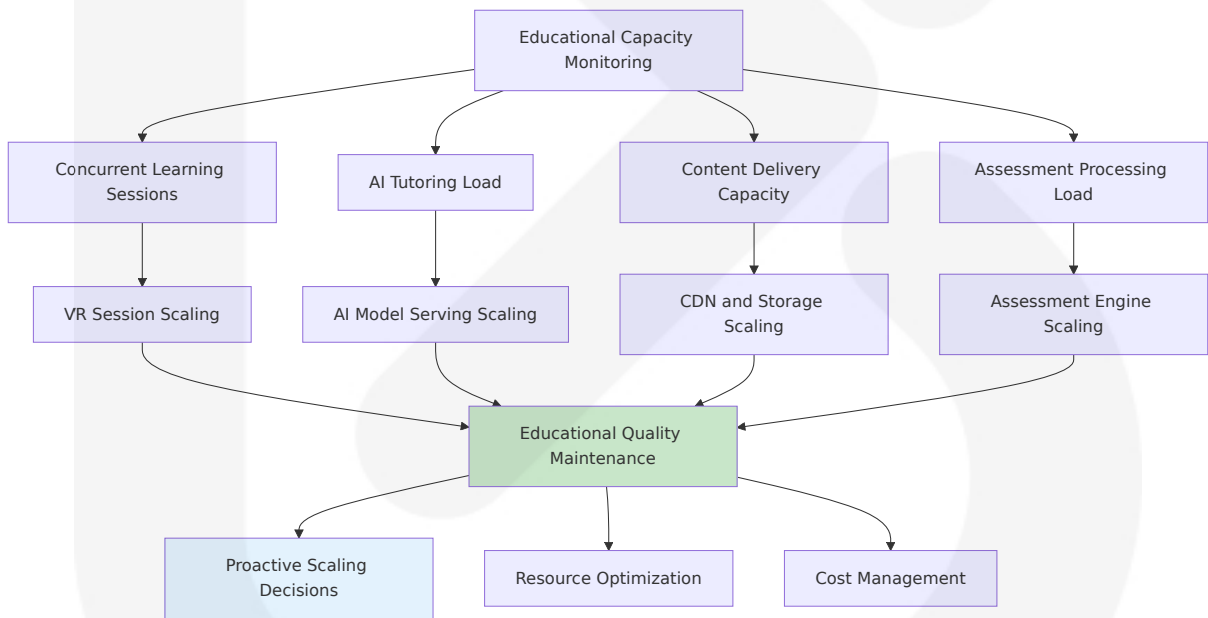 Educational Capacity
Monitoring
Concurrent Learning
Sessions
AI Tutoring Load
Content Delivery
Capacity
Assessment Processing
Load
VR Session Scaling
AI Model Serving Scaling
CDN and Storage
Scaling
Assessment Engine
Scaling
Educational Quality
Maintenance
Proactive Scaling
Decisions
Resource Optimization
Cost Management